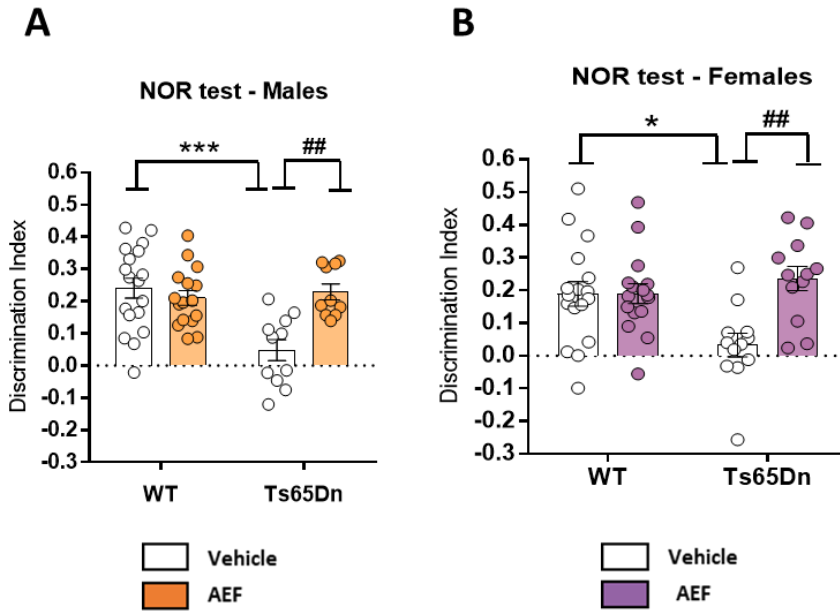 A
NOR test - Males
***
##
Discrimination Index
0.6
0.5
0.4
0.3
0.2
0.1
0.0
-0.1
-0.2
-0.3
WT
Ts65Dn
Vehicle
AEF
B
NOR test - Females
*
##
Discrimination Index
0.6
0.5
0.4
0.3
0.2
0.1
0.0
-0.1
-0.2
-0.3
WT
Ts65Dn
Vehicle
AEF